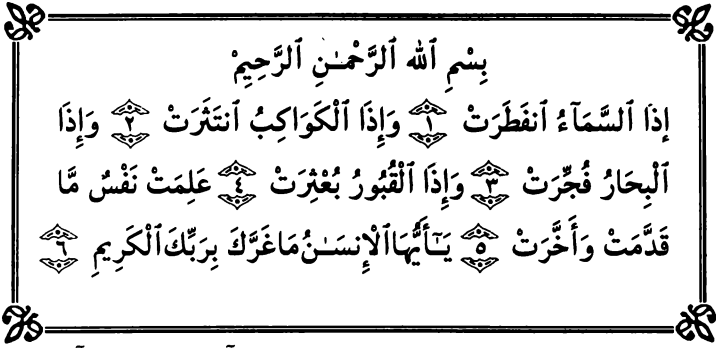 بِسْمِ ٱللَّهِ ٱلرَّحْمَـٰنِ ٱلرَّحِيمِ
إِذَا ٱلسَّمَآءُ ٱنفَطَرَتْ ١ وَإِذَا ٱلْكَوَاكِبُ ٱنتَثَرَتْ ٢ وَإِذَا
ٱلْبِحَارُ فُجِّرَتْ ٣ وَإِذَا ٱلْقُبُورُ بُعْثِرَتْ ٤ عَلِمَتْ نَفْسٌ مَّا
قَدَّمَتْ وَأَخَّرَتْ ٥ يَـٰٓأَيُّهَا ٱلْإِنسَـٰنُ مَا غَرَّكَ بِرَبِّكَ ٱلْكَرِيمِ ٦